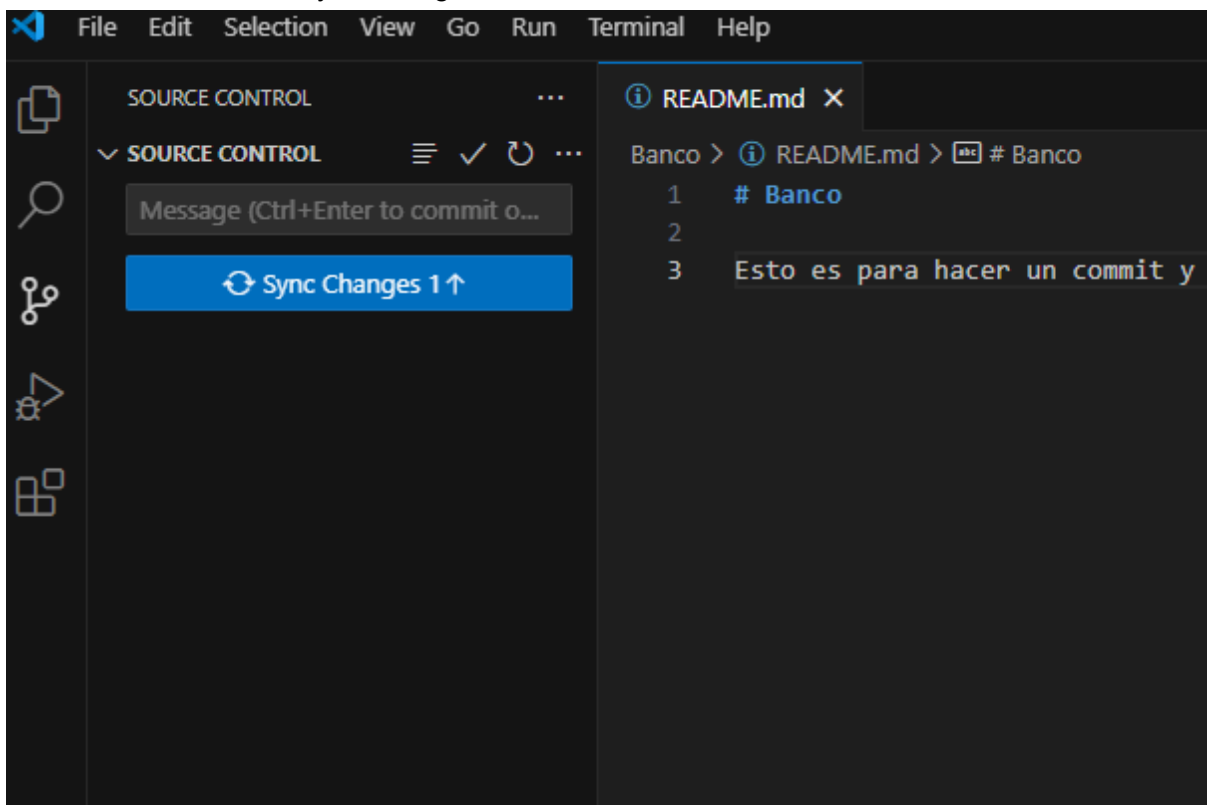 File Edit Selection View Go Run Terminal Help
SOURCE CONTROL ...
SOURCE CONTROL ...
Message (Ctrl+Enter to commit o...
Sync Changes 1↑
README.md
Banco > README.md > abc # Banco
1 # Banco
2
3 Esto es para hacer un commit y